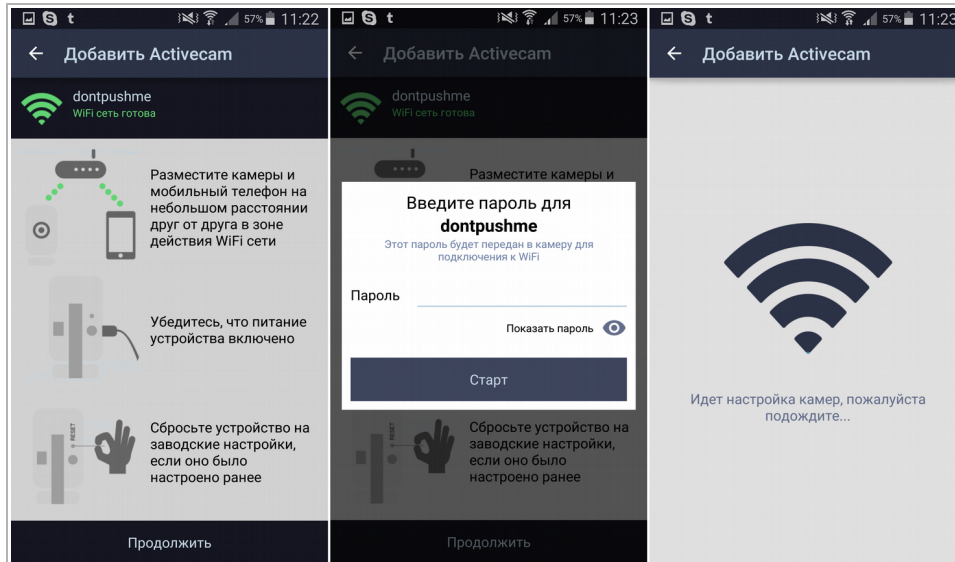 57% 11:22
Добавить Activecam
dontpushme
WiFi сеть готова
Разместите камеры и
мобильный телефон на
небольшом расстоянии
друг от друга в зоне
действия WiFi сети
Убедитесь, что питание
устройства включено
RESET
Сбросьте устройство на
заводские настройки,
если оно было
настроено ранее
Продолжить
57% 11:23
Добавить Activecam
dontpushme
WiFi сеть готова
Разместите камеры и
Введите пароль для
dontpushme
Этот пароль будет передан в камеру для
подключения к WiFi
Пароль
Показать пароль
Старт
RESET
Сбросьте устройство на
заводские настройки,
если оно было
настроено ранее
Продолжить
57% 11:23
Добавить Activecam
Идет настройка камер, пожалуйста
подождите...